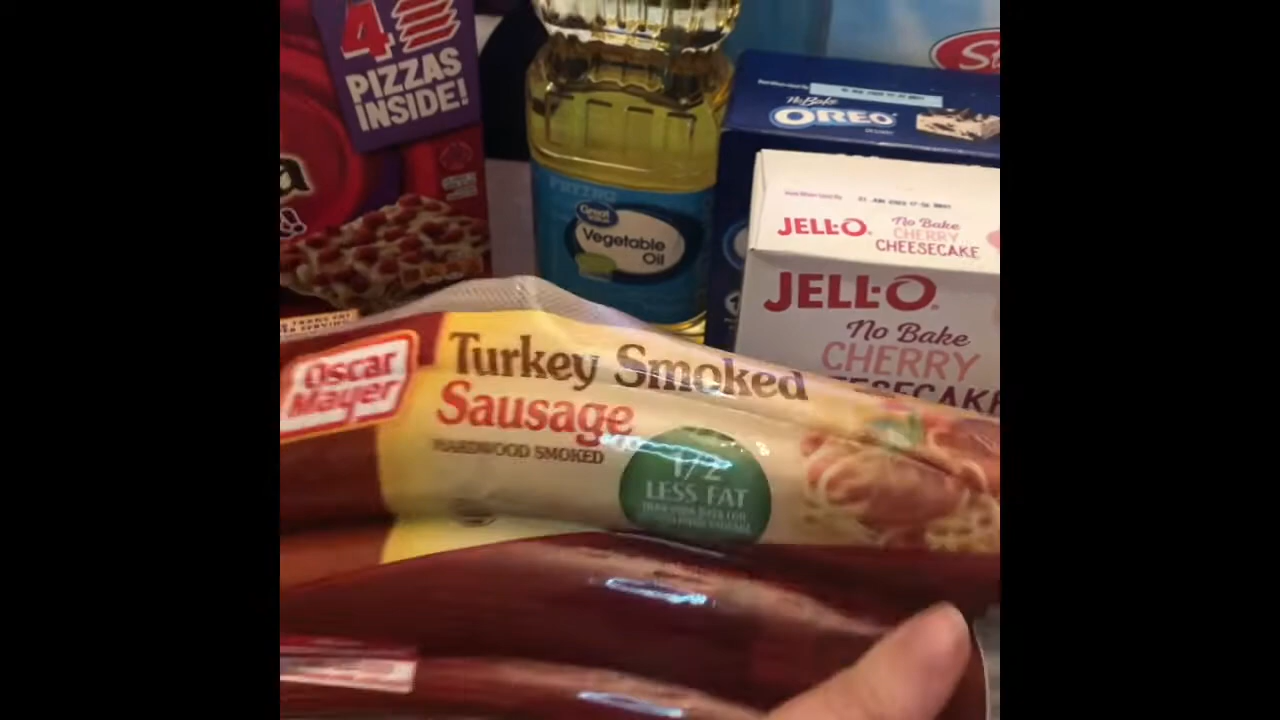 4
PIZZAS
INSIDE!
a
Great
Value
Vegetable
Oil
No Bake
OREO
JELL-O
No Bake
CHERRY
CHEESECAKE
JELL-O
No Bake
CHERRY
CHEESECAKE
Oscar
Mayer
Turkey Smoked
Sausage
HARDWOOD SMOKED
1/2
LESS FAT